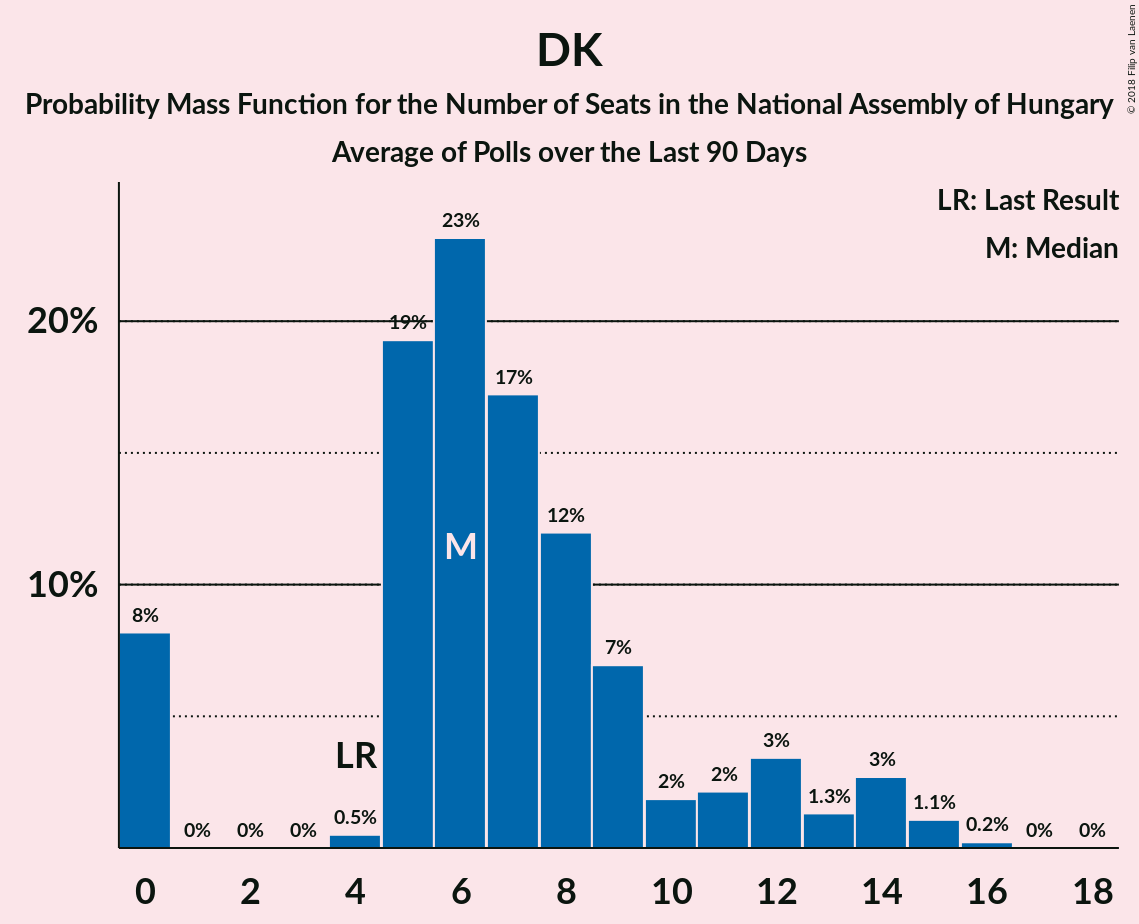 DK
Probability Mass Function for the Number of Seats in the National Assembly of Hungary
Average of Polls over the Last 90 Days
© 2018 Filip van Laenen
LR: Last Result
M: Median
23%
20%
19%
17%
12%
M
10%
8%
7%
LR
3%
3%
2%
2%
1.3%
1.1%
0.5%
0.2%
0%
0%
0%
0%
0%
0 2 4 6 8 10 12 14 16 18